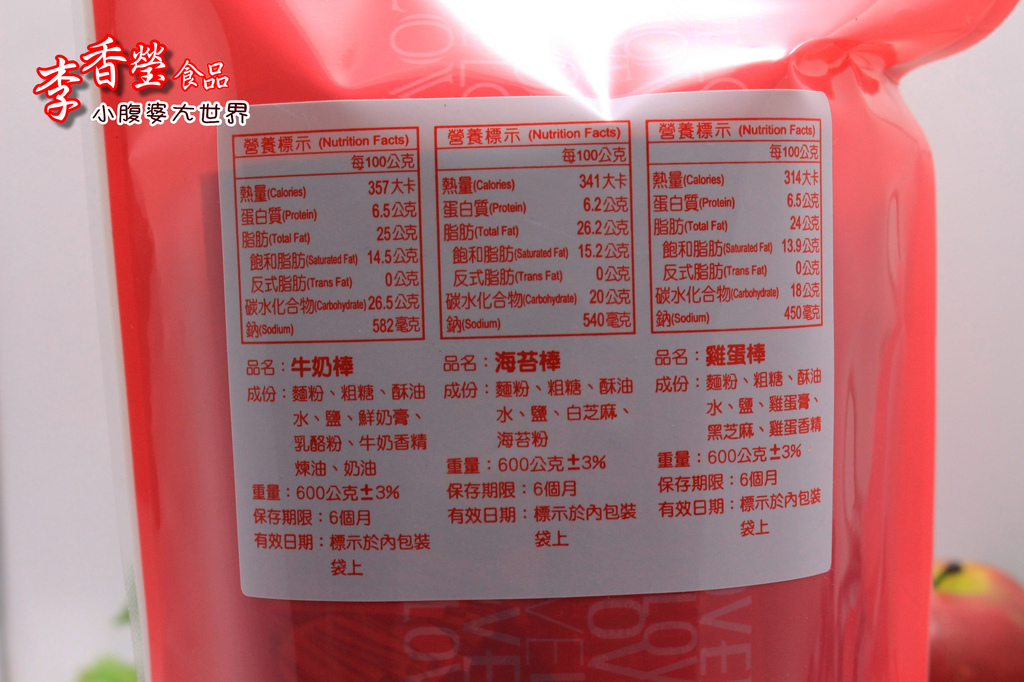 李香瑩食品
小腹婆大世界
營養標示 (Nutrition Facts)
每100公克
熱量(Calories) 357大卡
蛋白質(Protein) 6.5公克
脂肪(Total Fat) 25公克
飽和脂肪(Saturated Fat) 14.5公克
反式脂肪(Trans Fat) 0公克
碳水化合物(Carbohydrate) 26.5公克
鈉(Sodium) 582毫克
品名：牛奶棒
成份：麵粉、粗糖、酥油
水、鹽、鮮奶膏、
乳酪粉、牛奶香精
煉油、奶油
重量：600公克±3%
保存期限：6個月
有效日期：標示於內包裝
袋上
營養標示 (Nutrition Facts)
每100公克
熱量(Calories) 341大卡
蛋白質(Protein) 6.2公克
脂肪(Total Fat) 26.2公克
飽和脂肪(Saturated Fat) 15.2公克
反式脂肪(Trans Fat) 0公克
碳水化合物(Carbohydrate) 20公克
鈉(Sodium) 540毫克
品名：海苔棒
成份：麵粉、粗糖、酥油
水、鹽、白芝麻、
海苔粉
重量：600公克±3%
保存期限：6個月
有效日期：標示於內包裝
袋上
營養標示 (Nutrition Facts)
每100公克
熱量(Calories) 314大卡
蛋白質(Protein) 6.5公克
脂肪(Total Fat) 24公克
飽和脂肪(Saturated Fat) 13.9公克
反式脂肪(Trans Fat) 0公克
碳水化合物(Carbohydrate) 18公克
鈉(Sodium) 450毫克
品名：雞蛋棒
成份：麵粉、粗糖、酥油
水、鹽、雞蛋膏、
黑芝麻、雞蛋香精
重量：600公克±3%
保存期限：6個月
有效日期：標示於內包裝
袋上